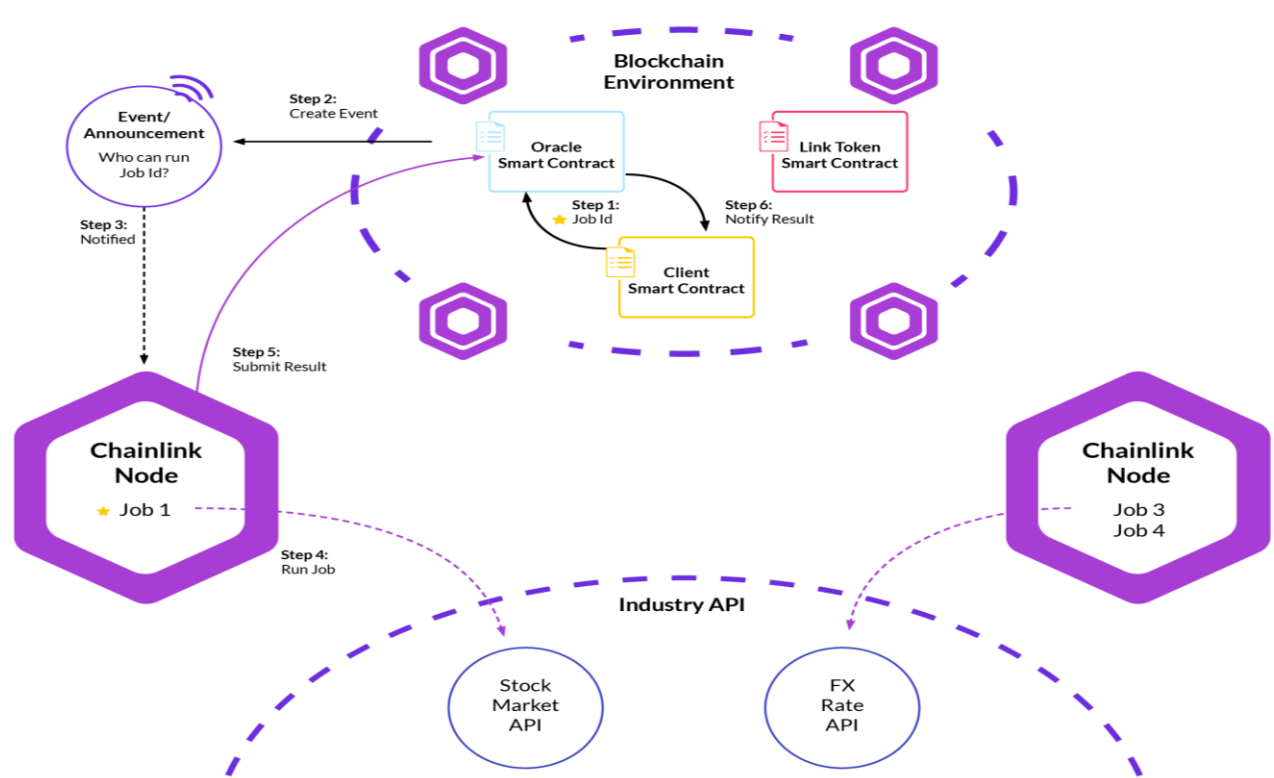 Blockchain
Environment
Step 2:
Create Event
Event/
Announcement
Who can run
Job Id?
Oracle
Smart Contract
Link Token
Smart Contract
Step 1:
Job Id
Step 6:
Notify Result
Step 3:
Notified
Client
Smart Contract
Step 5:
Submit Result
Chainlink
Node
Job 1
Chainlink
Node
Job 3
Job 4
Step 4:
Run Job
Industry API
Stock
Market
API
FX
Rate
API